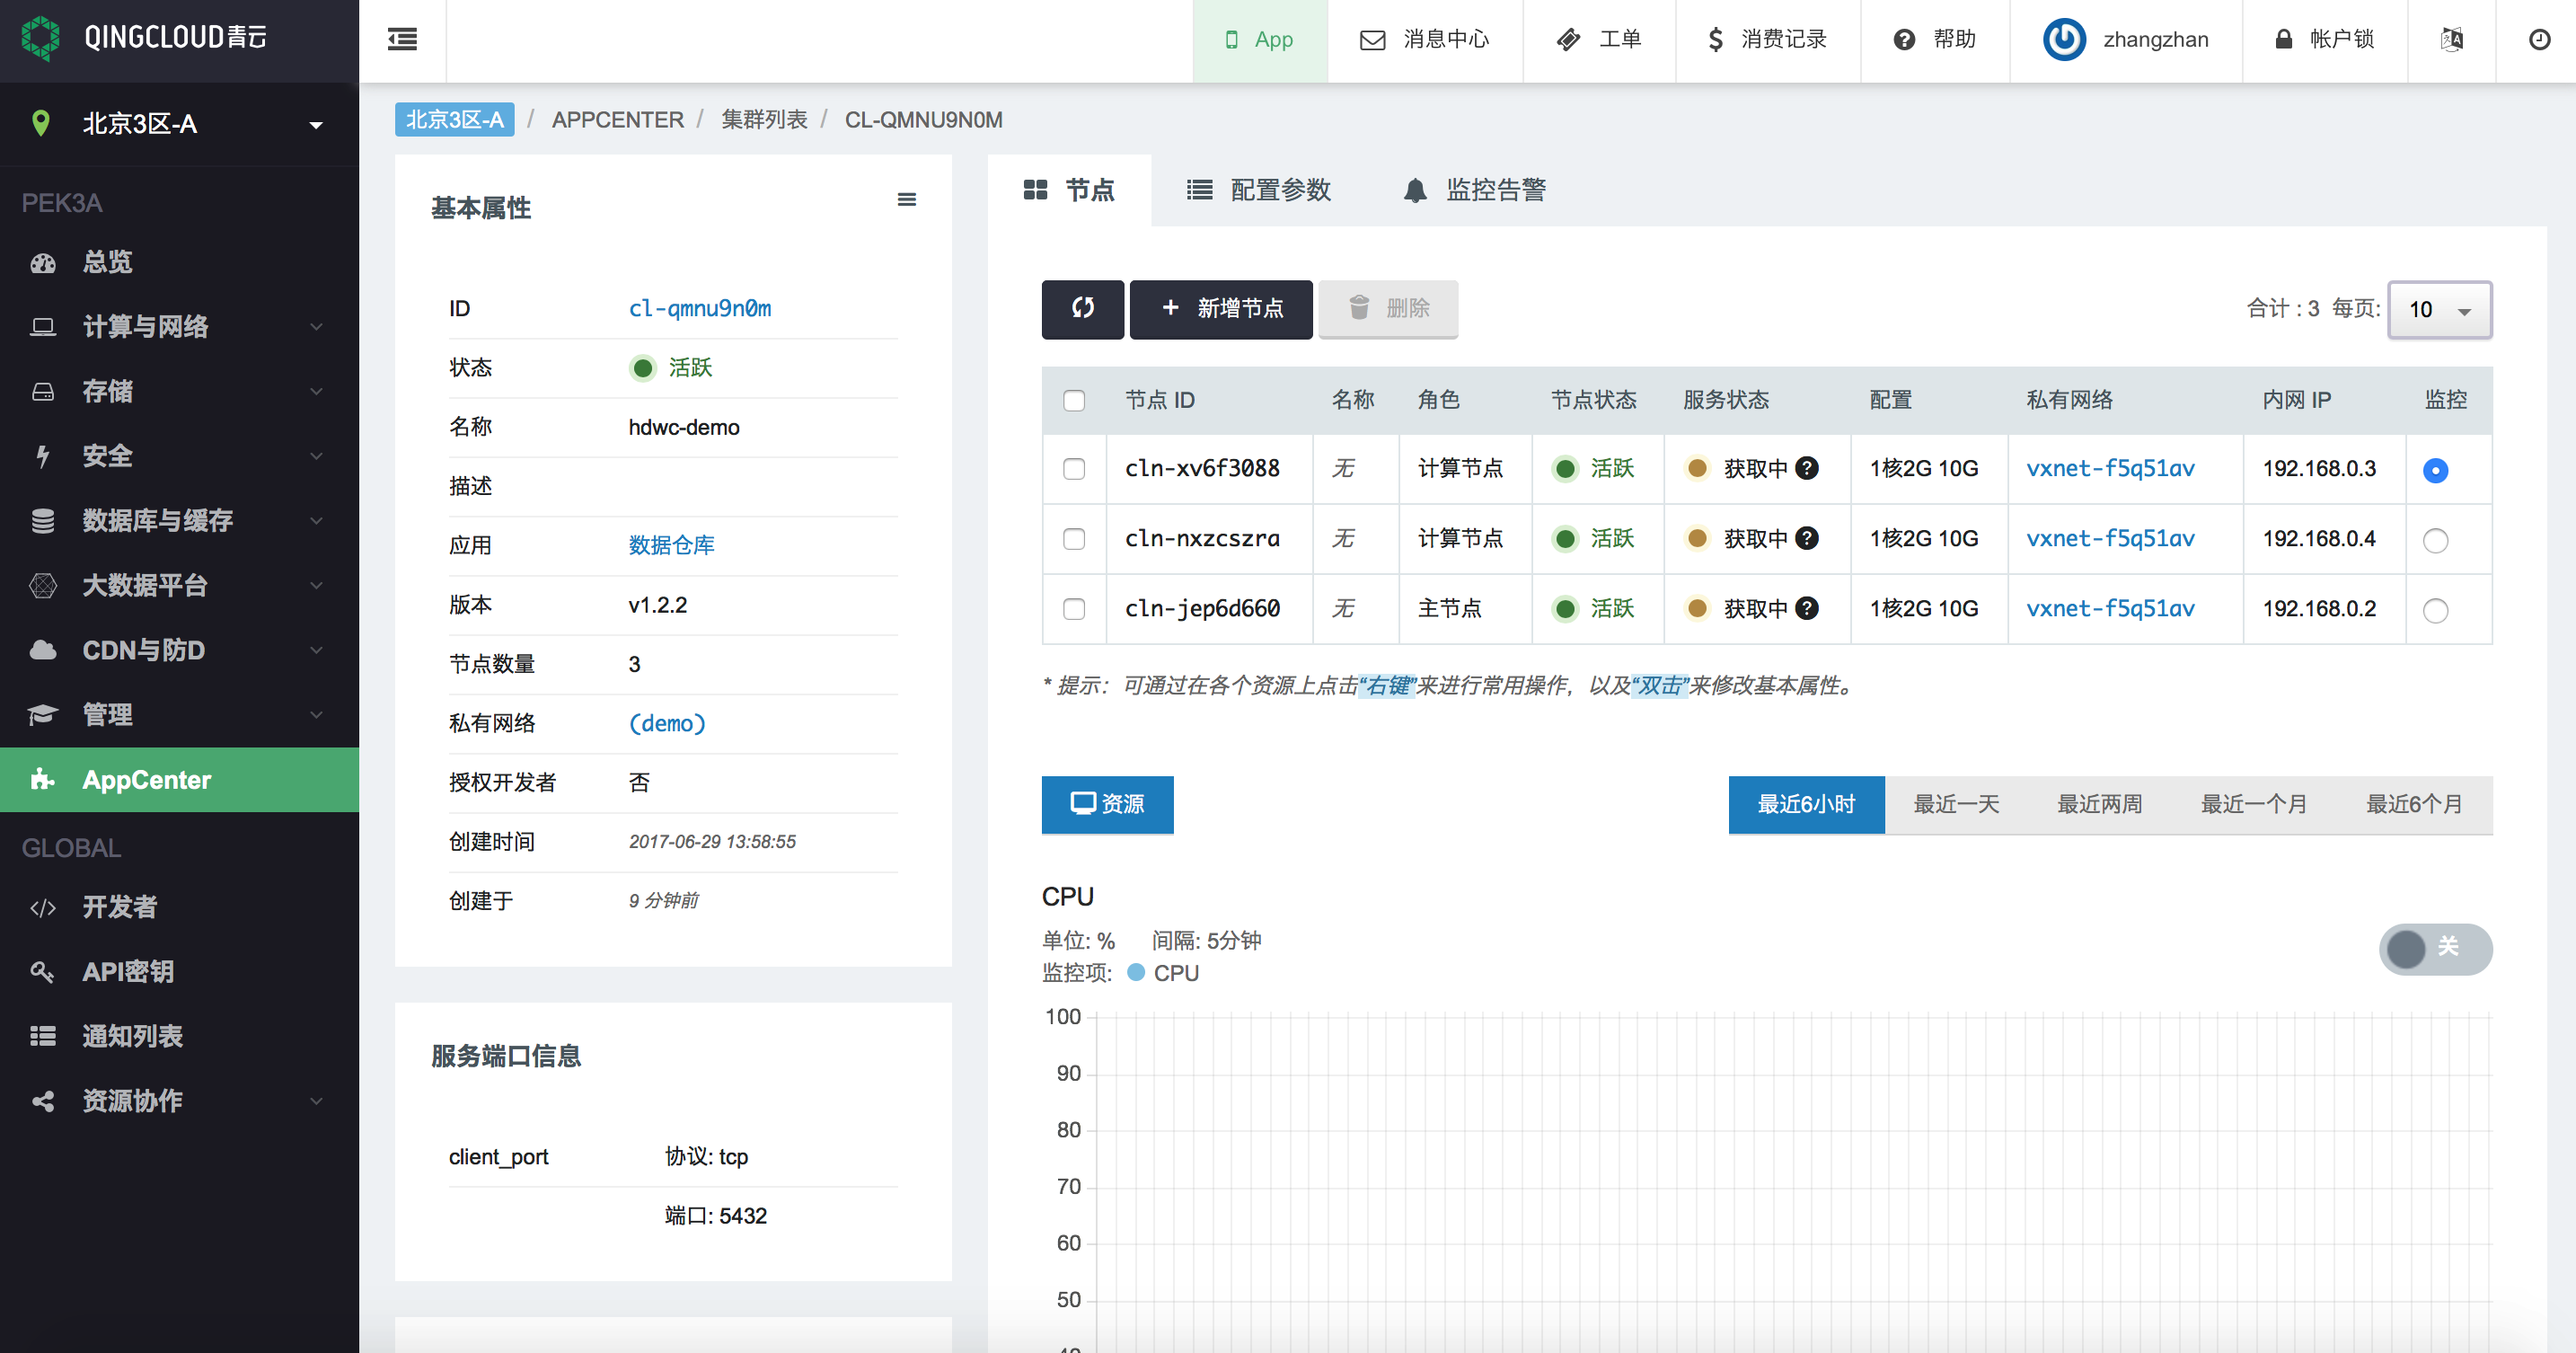 QINGCLOUD青云
App
消息中心
工单
消费记录
帮助
zhangzhan
帐户锁
北京3区-A
PEK3A
总览
计算与网络
存储
安全
数据库与缓存
大数据平台
CDN与防D
管理
AppCenter
GLOBAL
开发者
API密钥
通知列表
资源协作
北京3区-A / APPCENTER / 集群列表 / CL-QMNU9N0M
基本属性
ID cl-qmnu9n0m
状态 活跃
名称 hdwc-demo
描述
应用 数据仓库
版本 v1.2.2
节点数量 3
私有网络 (demo)
授权开发者 否
创建时间 2017-06-29 13:58:55
创建于 9 分钟前
服务端口信息
client_port 协议: tcp
端口: 5432
节点 配置参数 监控告警
+ 新增节点 删除 合计 : 3 每页: 10
节点 ID 名称 角色 节点状态 服务状态 配置 私有网络 内网 IP 监控
cln-xv6f3088 无 计算节点 活跃 获取中 ? 1核2G 10G vxnet-f5q51av 192.168.0.3
cln-nxzcszra 无 计算节点 活跃 获取中 ? 1核2G 10G vxnet-f5q51av 192.168.0.4
cln-jep6d660 无 主节点 活跃 获取中 ? 1核2G 10G vxnet-f5q51av 192.168.0.2
* 提示：可通过在各个资源上点击“右键”来进行常用操作，以及“双击”来修改基本属性。
资源 最近6小时 最近一天 最近两周 最近一个月 最近6个月
CPU
单位: % 间隔: 5分钟
监控项: CPU
关
100
90
80
70
60
50
40